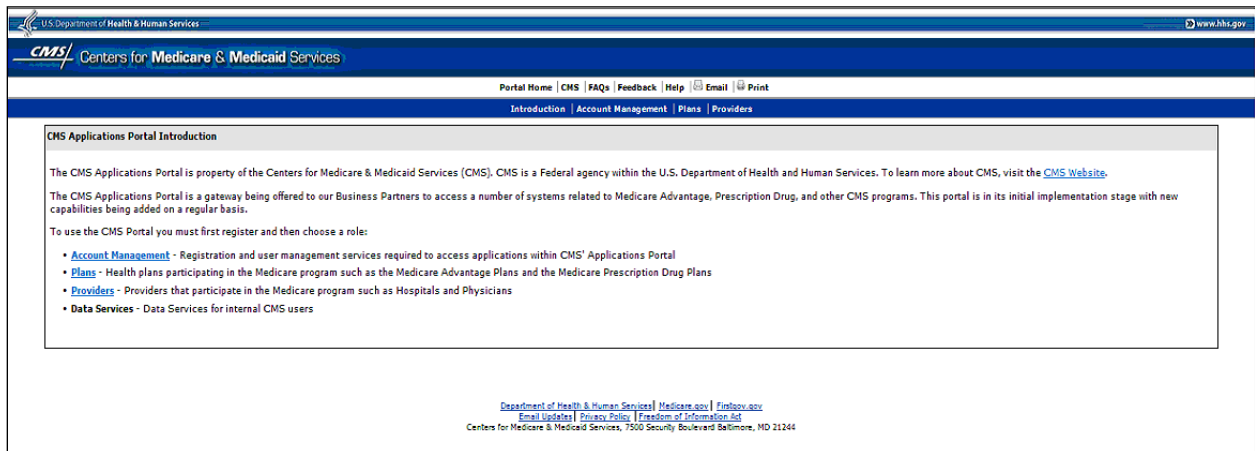 U.S. Department of Health & Human Services
www.hhs.gov
CMS/ Centers for Medicare & Medicaid Services
Portal Home | CMS | FAQs | Feedback | Help | Email | Print
Introduction | Account Management | Plans | Providers
CMS Applications Portal Introduction
The CMS Applications Portal is property of the Centers for Medicare & Medicaid Services (CMS). CMS is a Federal agency within the U.S. Department of Health and Human Services. To learn more about CMS, visit the CMS Website.
The CMS Applications Portal is a gateway being offered to our Business Partners to access a number of systems related to Medicare Advantage, Prescription Drug, and other CMS programs. This portal is in its initial implementation stage with new
capabilities being added on a regular basis.
To use the CMS Portal you must first register and then choose a role:
• Account Management - Registration and user management services required to access applications within CMS' Applications Portal
• Plans - Health plans participating in the Medicare program such as the Medicare Advantage Plans and the Medicare Prescription Drug Plans
• Providers - Providers that participate in the Medicare program such as Hospitals and Physicians
• Data Services - Data Services for internal CMS users
Department of Health & Human Services| Medicare.gov| Firstgov.gov
Email Updates| Privacy Policy |Freedom of Information Act
Centers for Medicare & Medicaid Services, 7500 Security Boulevard Baltimore, MD 21244